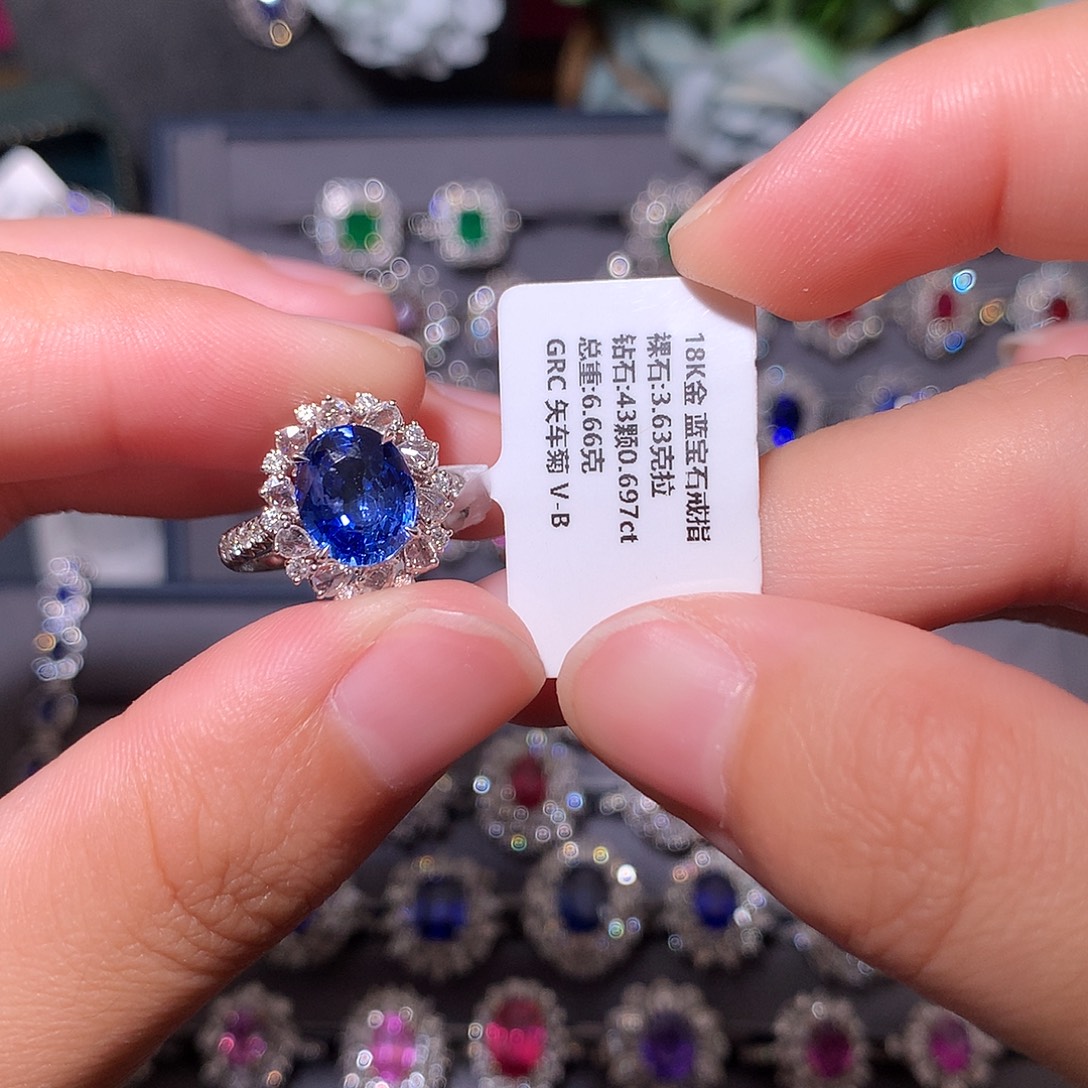 18K金 蓝宝石戒指
裸石:3.63克拉
钻石:43颗0.697ct
总重:6.66克
GRC 矢车菊 V-B